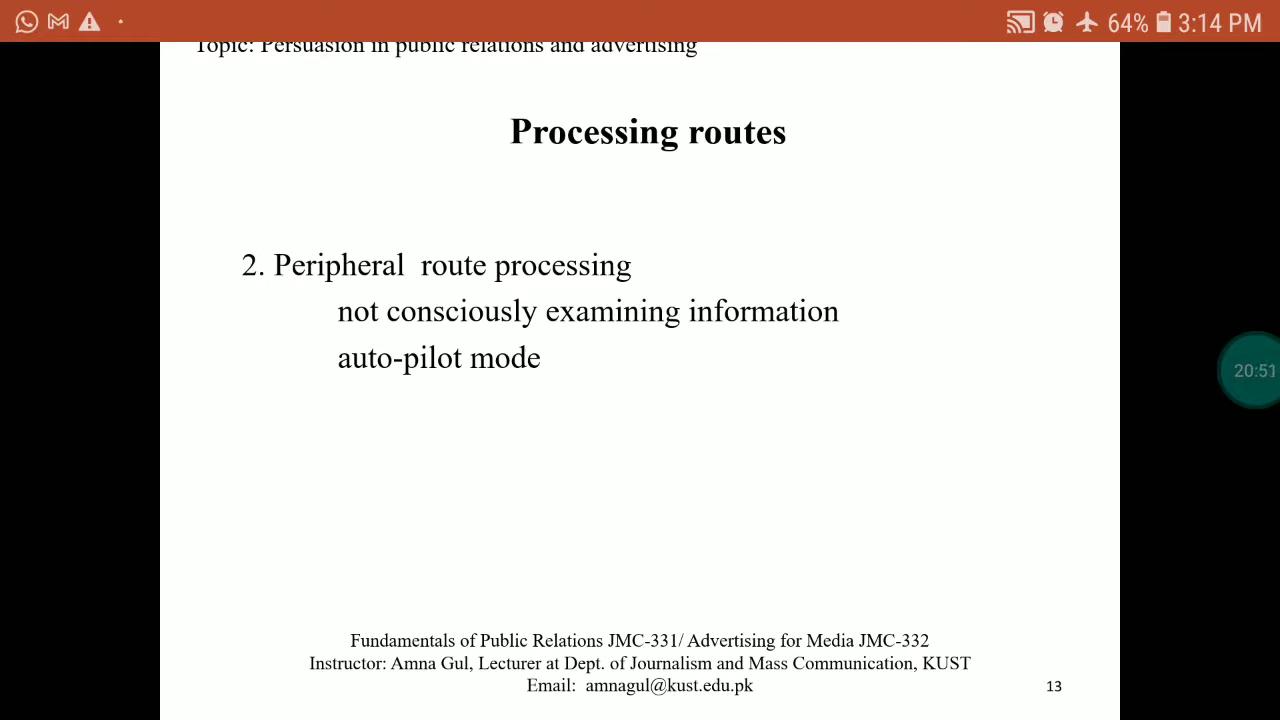 64% 3:14 PM
Topic: Persuasion in public relations and advertising
Processing routes
2. Peripheral route processing
not consciously examining information
auto-pilot mode
20:51
Fundamentals of Public Relations JMC-331/ Advertising for Media JMC-332
Instructor: Amna Gul, Lecturer at Dept. of Journalism and Mass Communication, KUST
Email: amnagul@kust.edu.pk
13